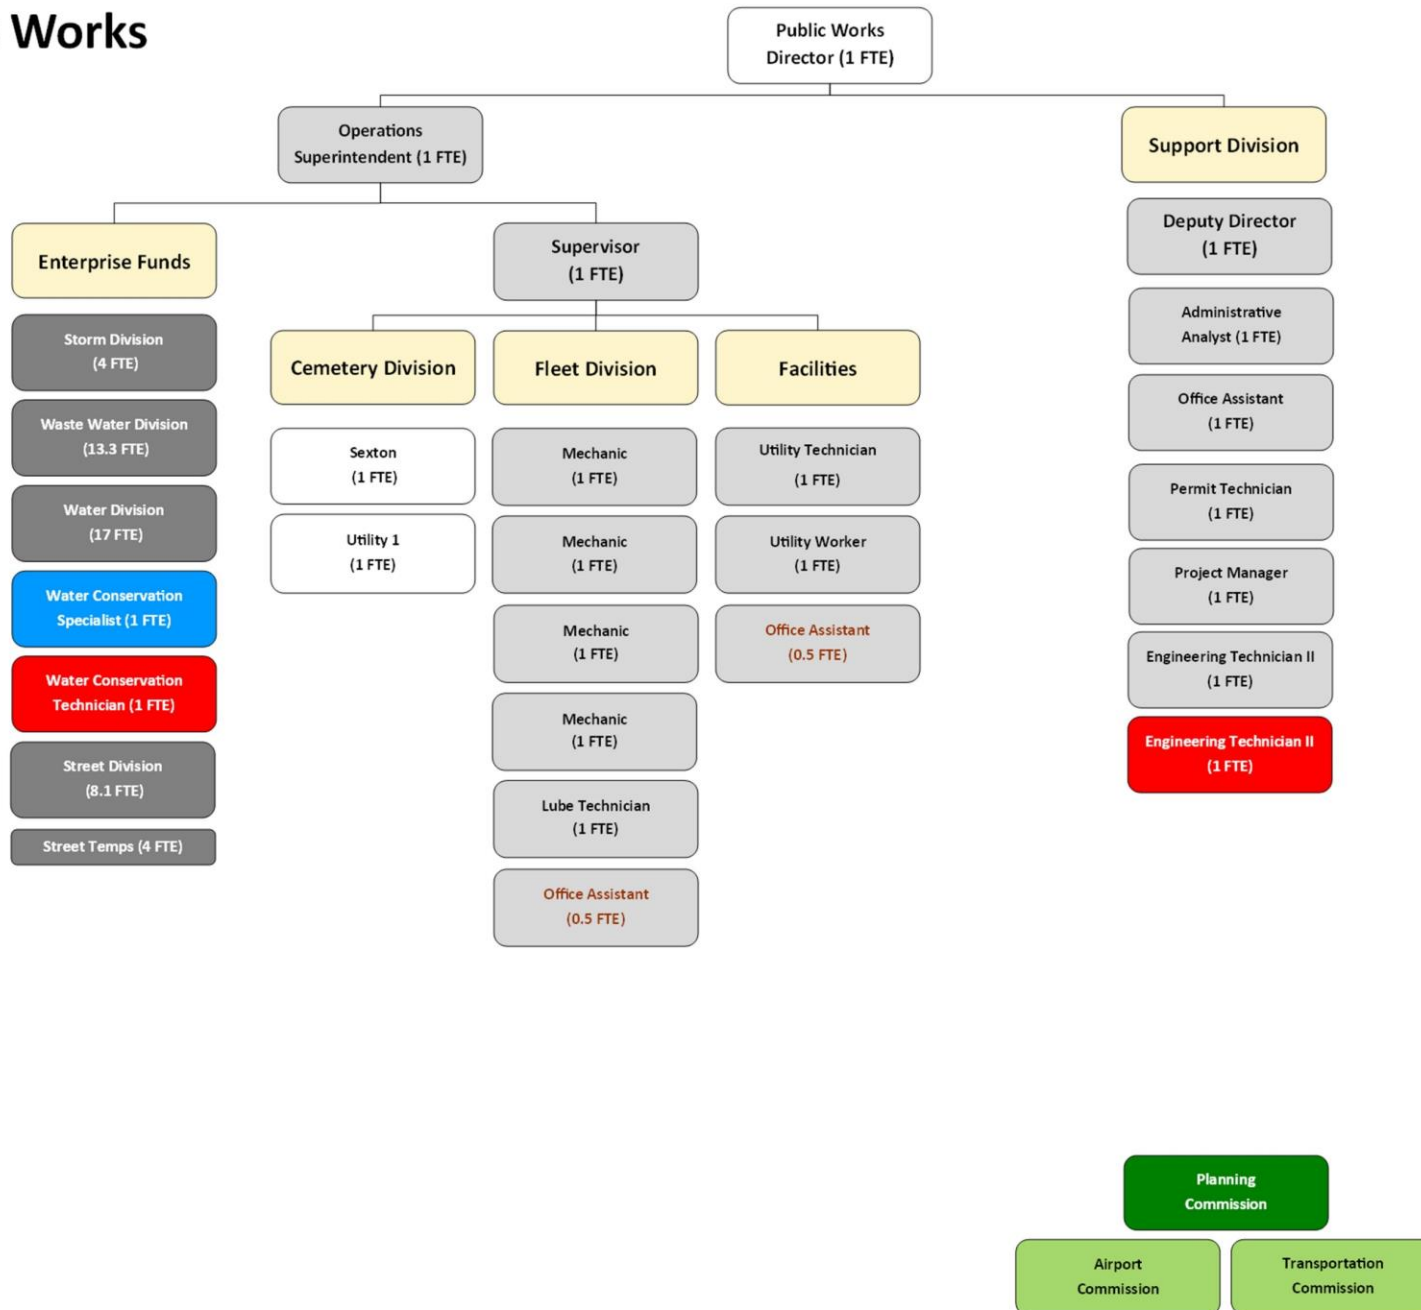 Works
Public Works
Director (1 FTE)
Operations
Superintendent (1 FTE)
Support Division
Enterprise Funds
Storm Division
(4 FTE)
Waste Water Division
(13.3 FTE)
Water Division
(17 FTE)
Water Conservation
Specialist (1 FTE)
Water Conservation
Technician (1 FTE)
Street Division
(8.1 FTE)
Street Temps (4 FTE)
Supervisor
(1 FTE)
Cemetery Division
Sexton
(1 FTE)
Utility 1
(1 FTE)
Fleet Division
Mechanic
(1 FTE)
Mechanic
(1 FTE)
Mechanic
(1 FTE)
Mechanic
(1 FTE)
Lube Technician
(1 FTE)
Office Assistant
(0.5 FTE)
Facilities
Utility Technician
(1 FTE)
Utility Worker
(1 FTE)
Office Assistant
(0.5 FTE)
Deputy Director
(1 FTE)
Administrative
Analyst (1 FTE)
Office Assistant
(1 FTE)
Permit Technician
(1 FTE)
Project Manager
(1 FTE)
Engineering Technician II
(1 FTE)
Engineering Technician II
(1 FTE)
Planning
Commission
Airport
Commission
Transportation
Commission